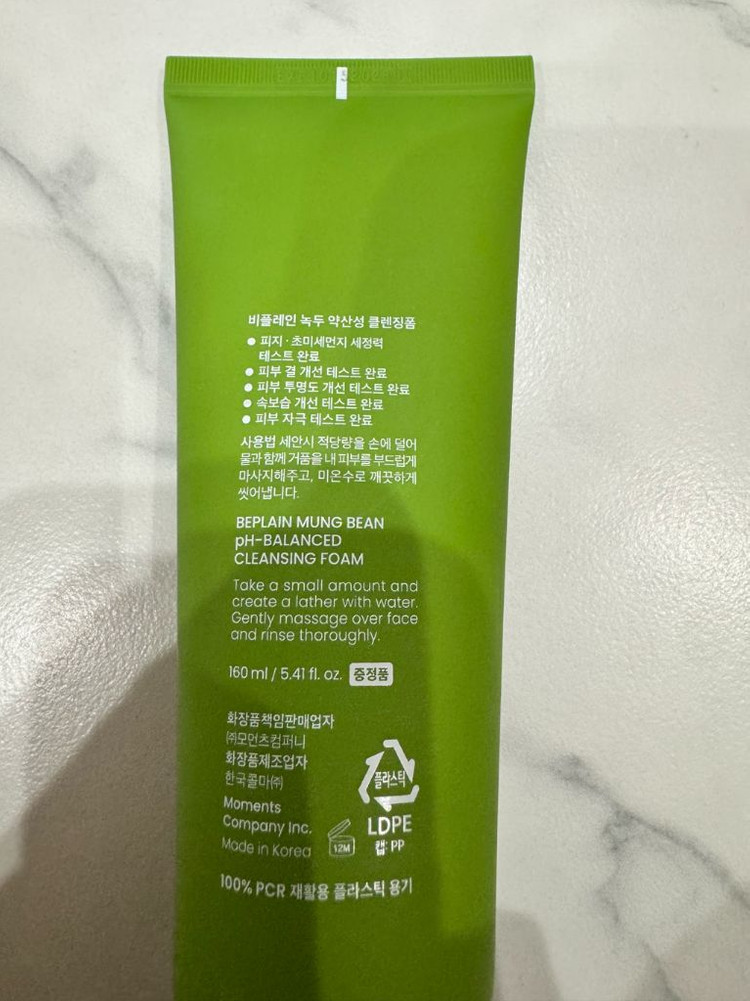 비플레인 녹두 약산성 클렌징폼
● 피지 · 초미세먼지 세정력
테스트 완료
● 피부 결 개선 테스트 완료
● 피부 투명도 개선 테스트 완료
● 속보습 개선 테스트 완료
● 피부 자극 테스트 완료
사용법 세안시 적당량을 손에 덜어
물과 함께 거품을 내 피부를 부드럽게
마사지해주고, 미온수로 깨끗하게
씻어냅니다.
BEPLAIN MUNG BEAN
pH-BALANCED
CLEANSING FOAM
Take a small amount and
create a lather with water.
Gently massage over face
and rinse thoroughly.
160 ml / 5.41 fl. oz. 증정품
화장품책임판매업자
㈜모먼츠컴퍼니
화장품제조업자
한국콜마㈜
Moments
Company Inc.
Made in Korea
12M
플라스틱
LDPE
캡: PP
100% PCR 재활용 플라스틱 용기